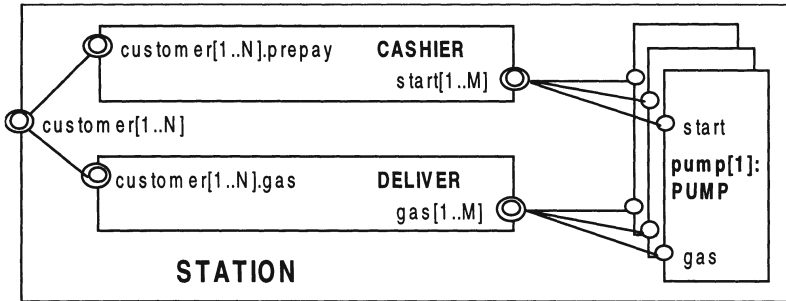 customer[1..N].prepay CASHIER
start[1..M]
customer[1..N]
start
pump[1]:
PUMP
customer[1..N].gas DELIVER
gas[1..M]
gas
STATION